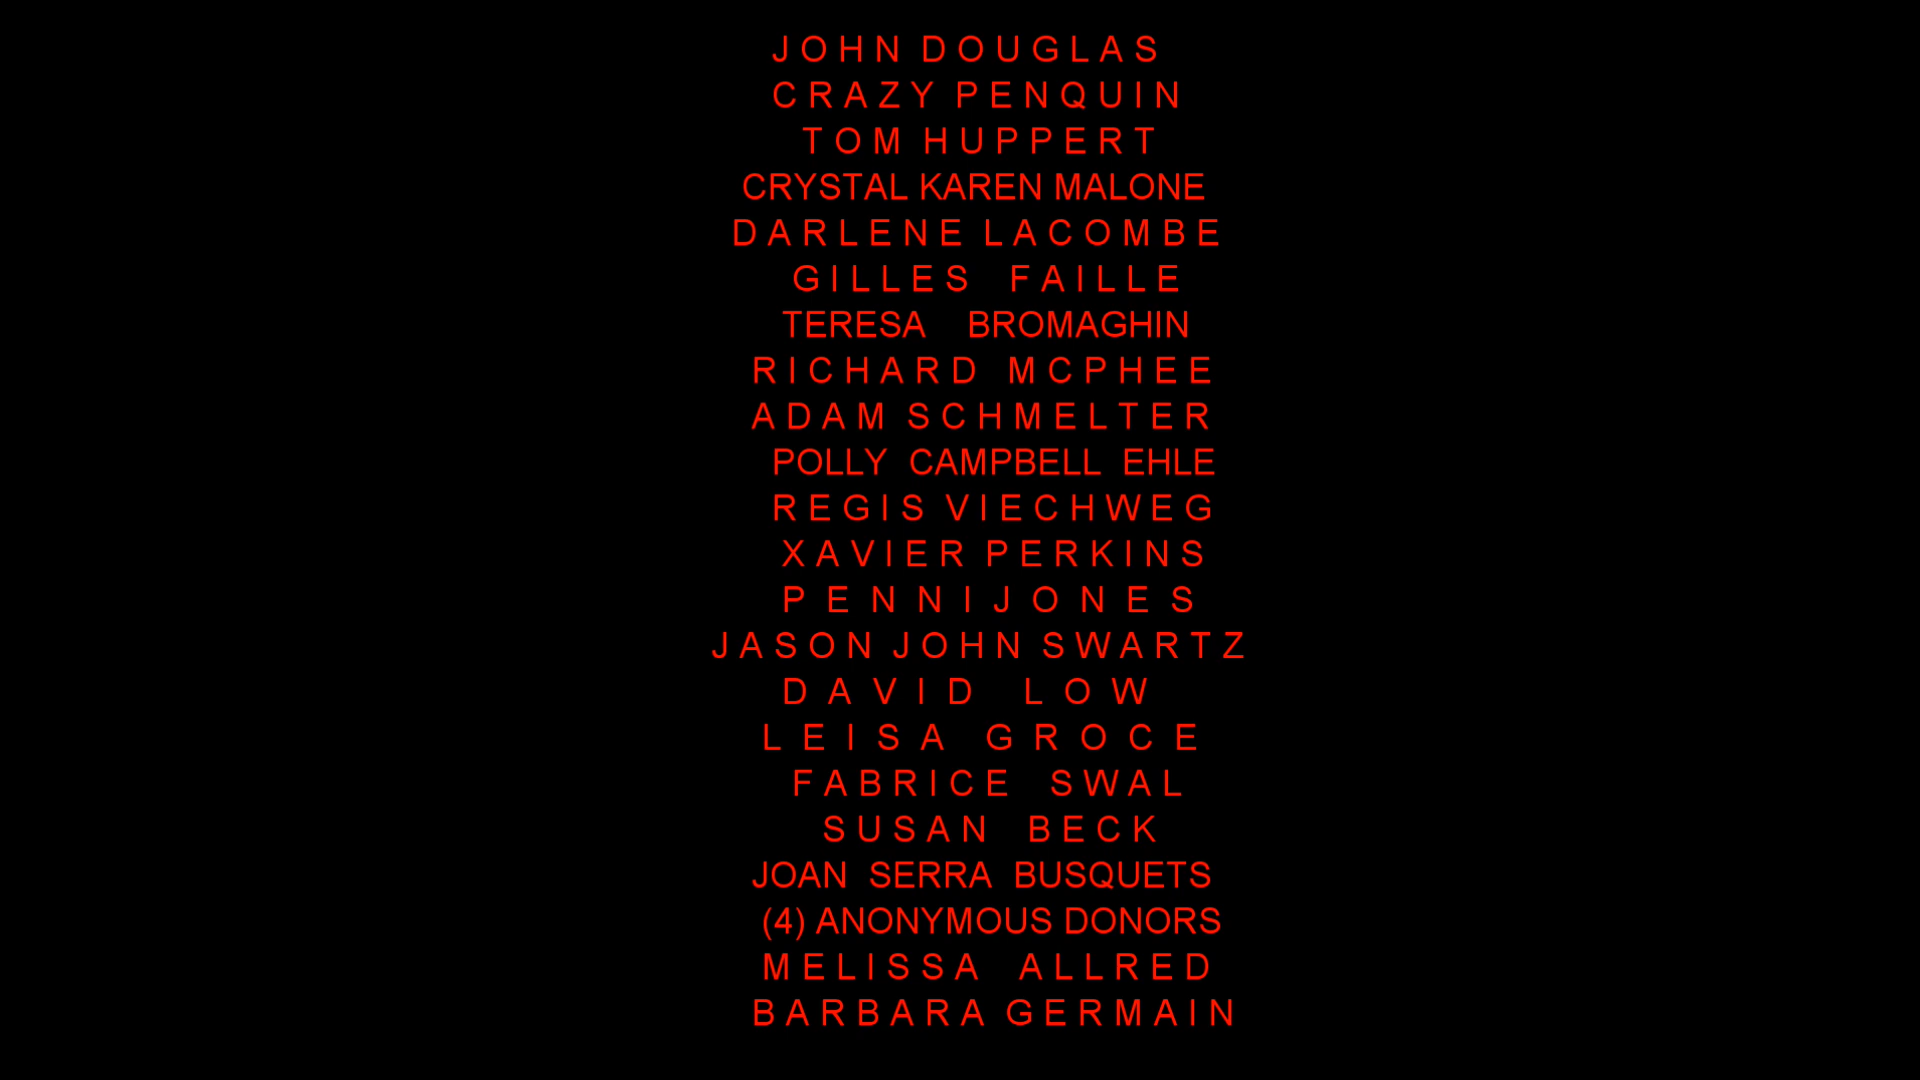 JOHN DOUGLAS
CRAZY PENQUIN
TOM HUPPERT
CRYSTAL KAREN MALONE
DARLENE LACOMBE
GILLES FAILLE
TERESA BROMAGHIN
RICHARD MCPHEE
ADAM SCHMELTER
POLLY CAMPBELL EHLE
REGIS VIECHWEG
XAVIER PERKINS
PENNIJONES
JASON JOHN SWARTZ
DAVID LOW
LEISA GROCE
FABRICE SWAL
SUSAN BECK
JOAN SERRA BUSQUETS
(4) ANONYMOUS DONORS
MELISSA ALLRED
BARBARA GERMAIN